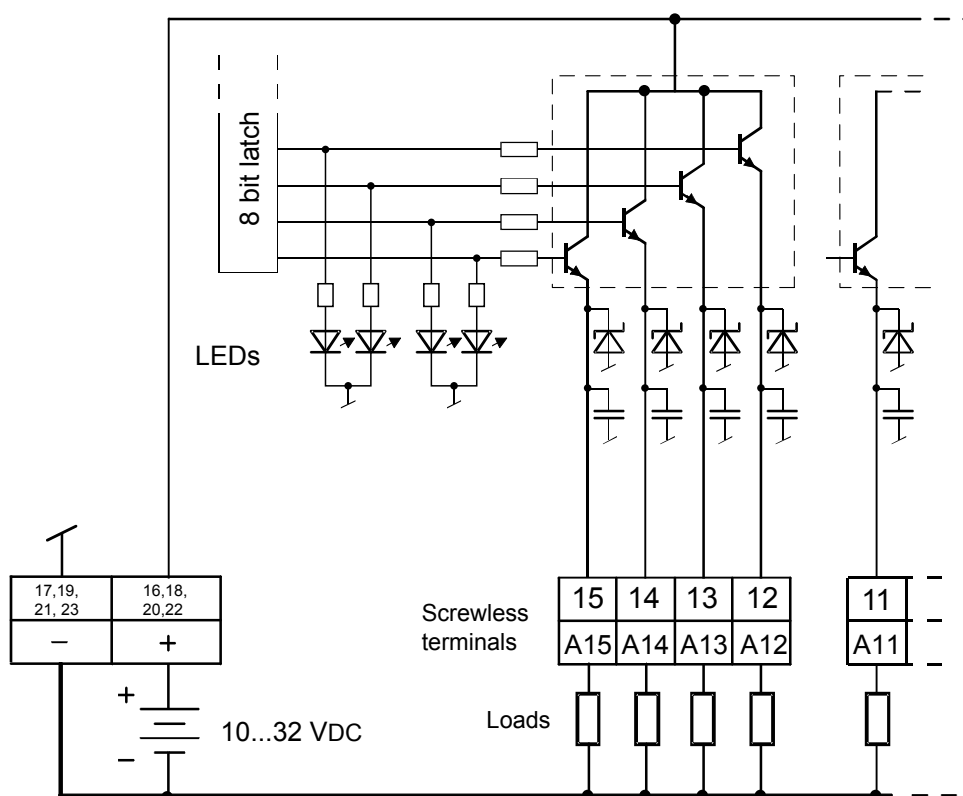 8 bit latch
LEDs
17,19,
21, 23
16,18,
20,22
–
+
Screwless
terminals
15
14
13
12
11
A15
A14
A13
A12
A11
+
10...32 VDC
–
Loads